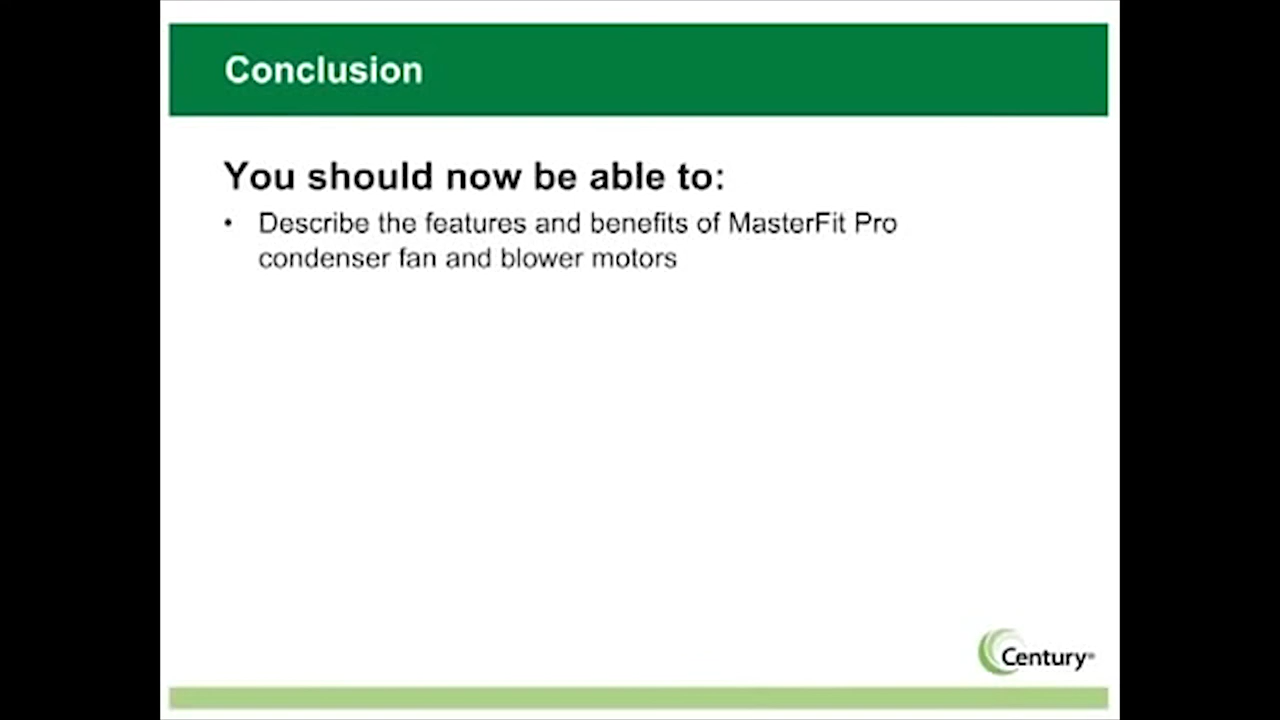 Conclusion
You should now be able to:
• Describe the features and benefits of MasterFit Pro
condenser fan and blower motors
Century®